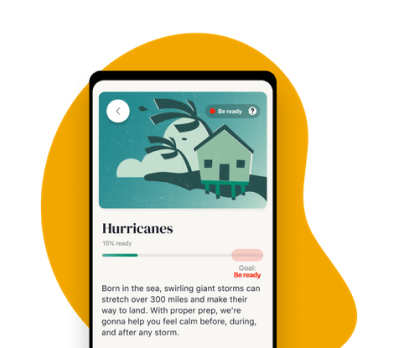 Be ready ?
Hurricanes
15% ready
Goal:
Be ready
Born in the sea, swirling giant storms can
stretch over 300 miles and make their
way to land. With proper prep, we're
gonna help you feel calm before, during,
and after any storm.